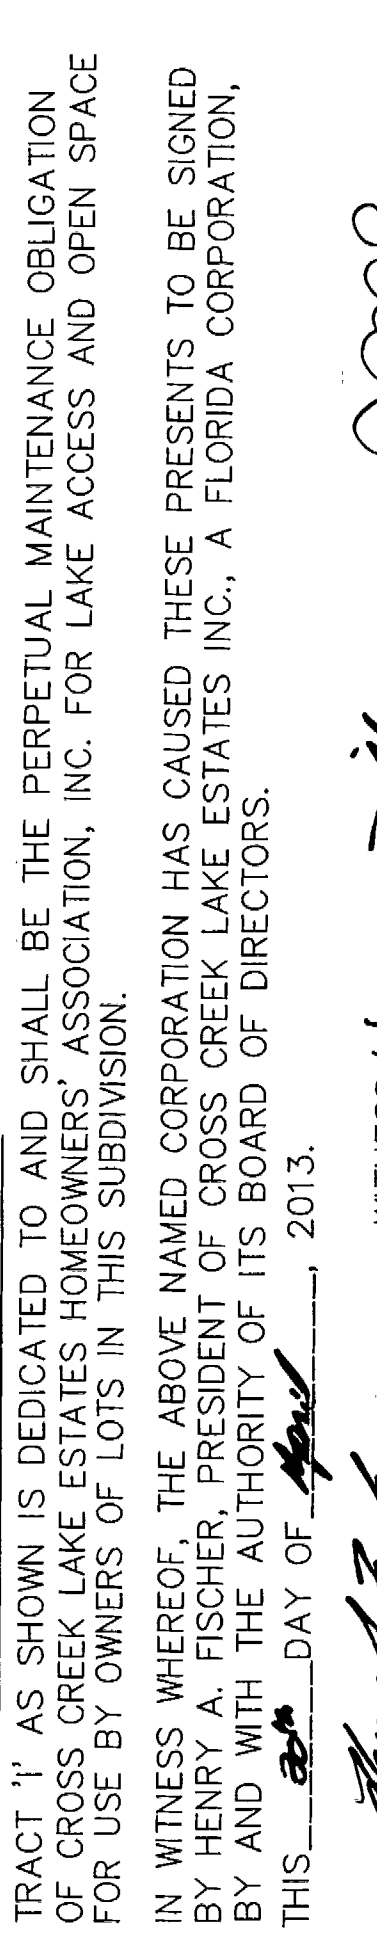 TRACT 'I' AS SHOWN IS DEDICATED TO AND SHALL BE THE PERPETUAL MAINTENANCE OBLIGATION
OF CROSS CREEK LAKE ESTATES HOMEOWNERS' ASSOCIATION, INC. FOR LAKE ACCESS AND OPEN SPACE
FOR USE BY OWNERS OF LOTS IN THIS SUBDIVISION.
IN WITNESS WHEREOF, THE ABOVE NAMED CORPORATION HAS CAUSED THESE PRESENTS TO BE SIGNED
BY HENRY A. FISCHER, PRESIDENT OF CROSS CREEK LAKE ESTATES INC., A FLORIDA CORPORATION,
BY AND WITH THE AUTHORITY OF ITS BOARD OF DIRECTORS.
THIS 20th DAY OF April, 2013.